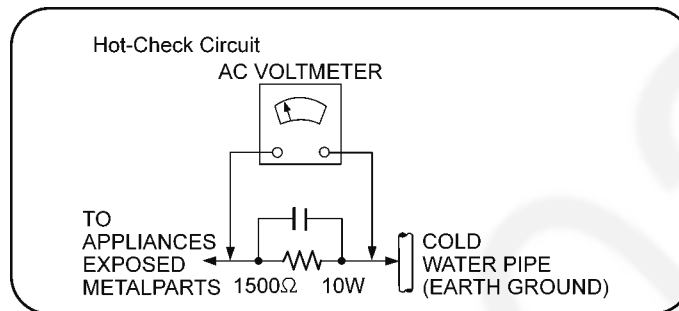 Hot-Check Circuit
AC VOLTMETER
TO
APPLIANCES
EXPOSED
METALPARTS
1500Ω 10W
COLD
WATER PIPE
(EARTH GROUND)